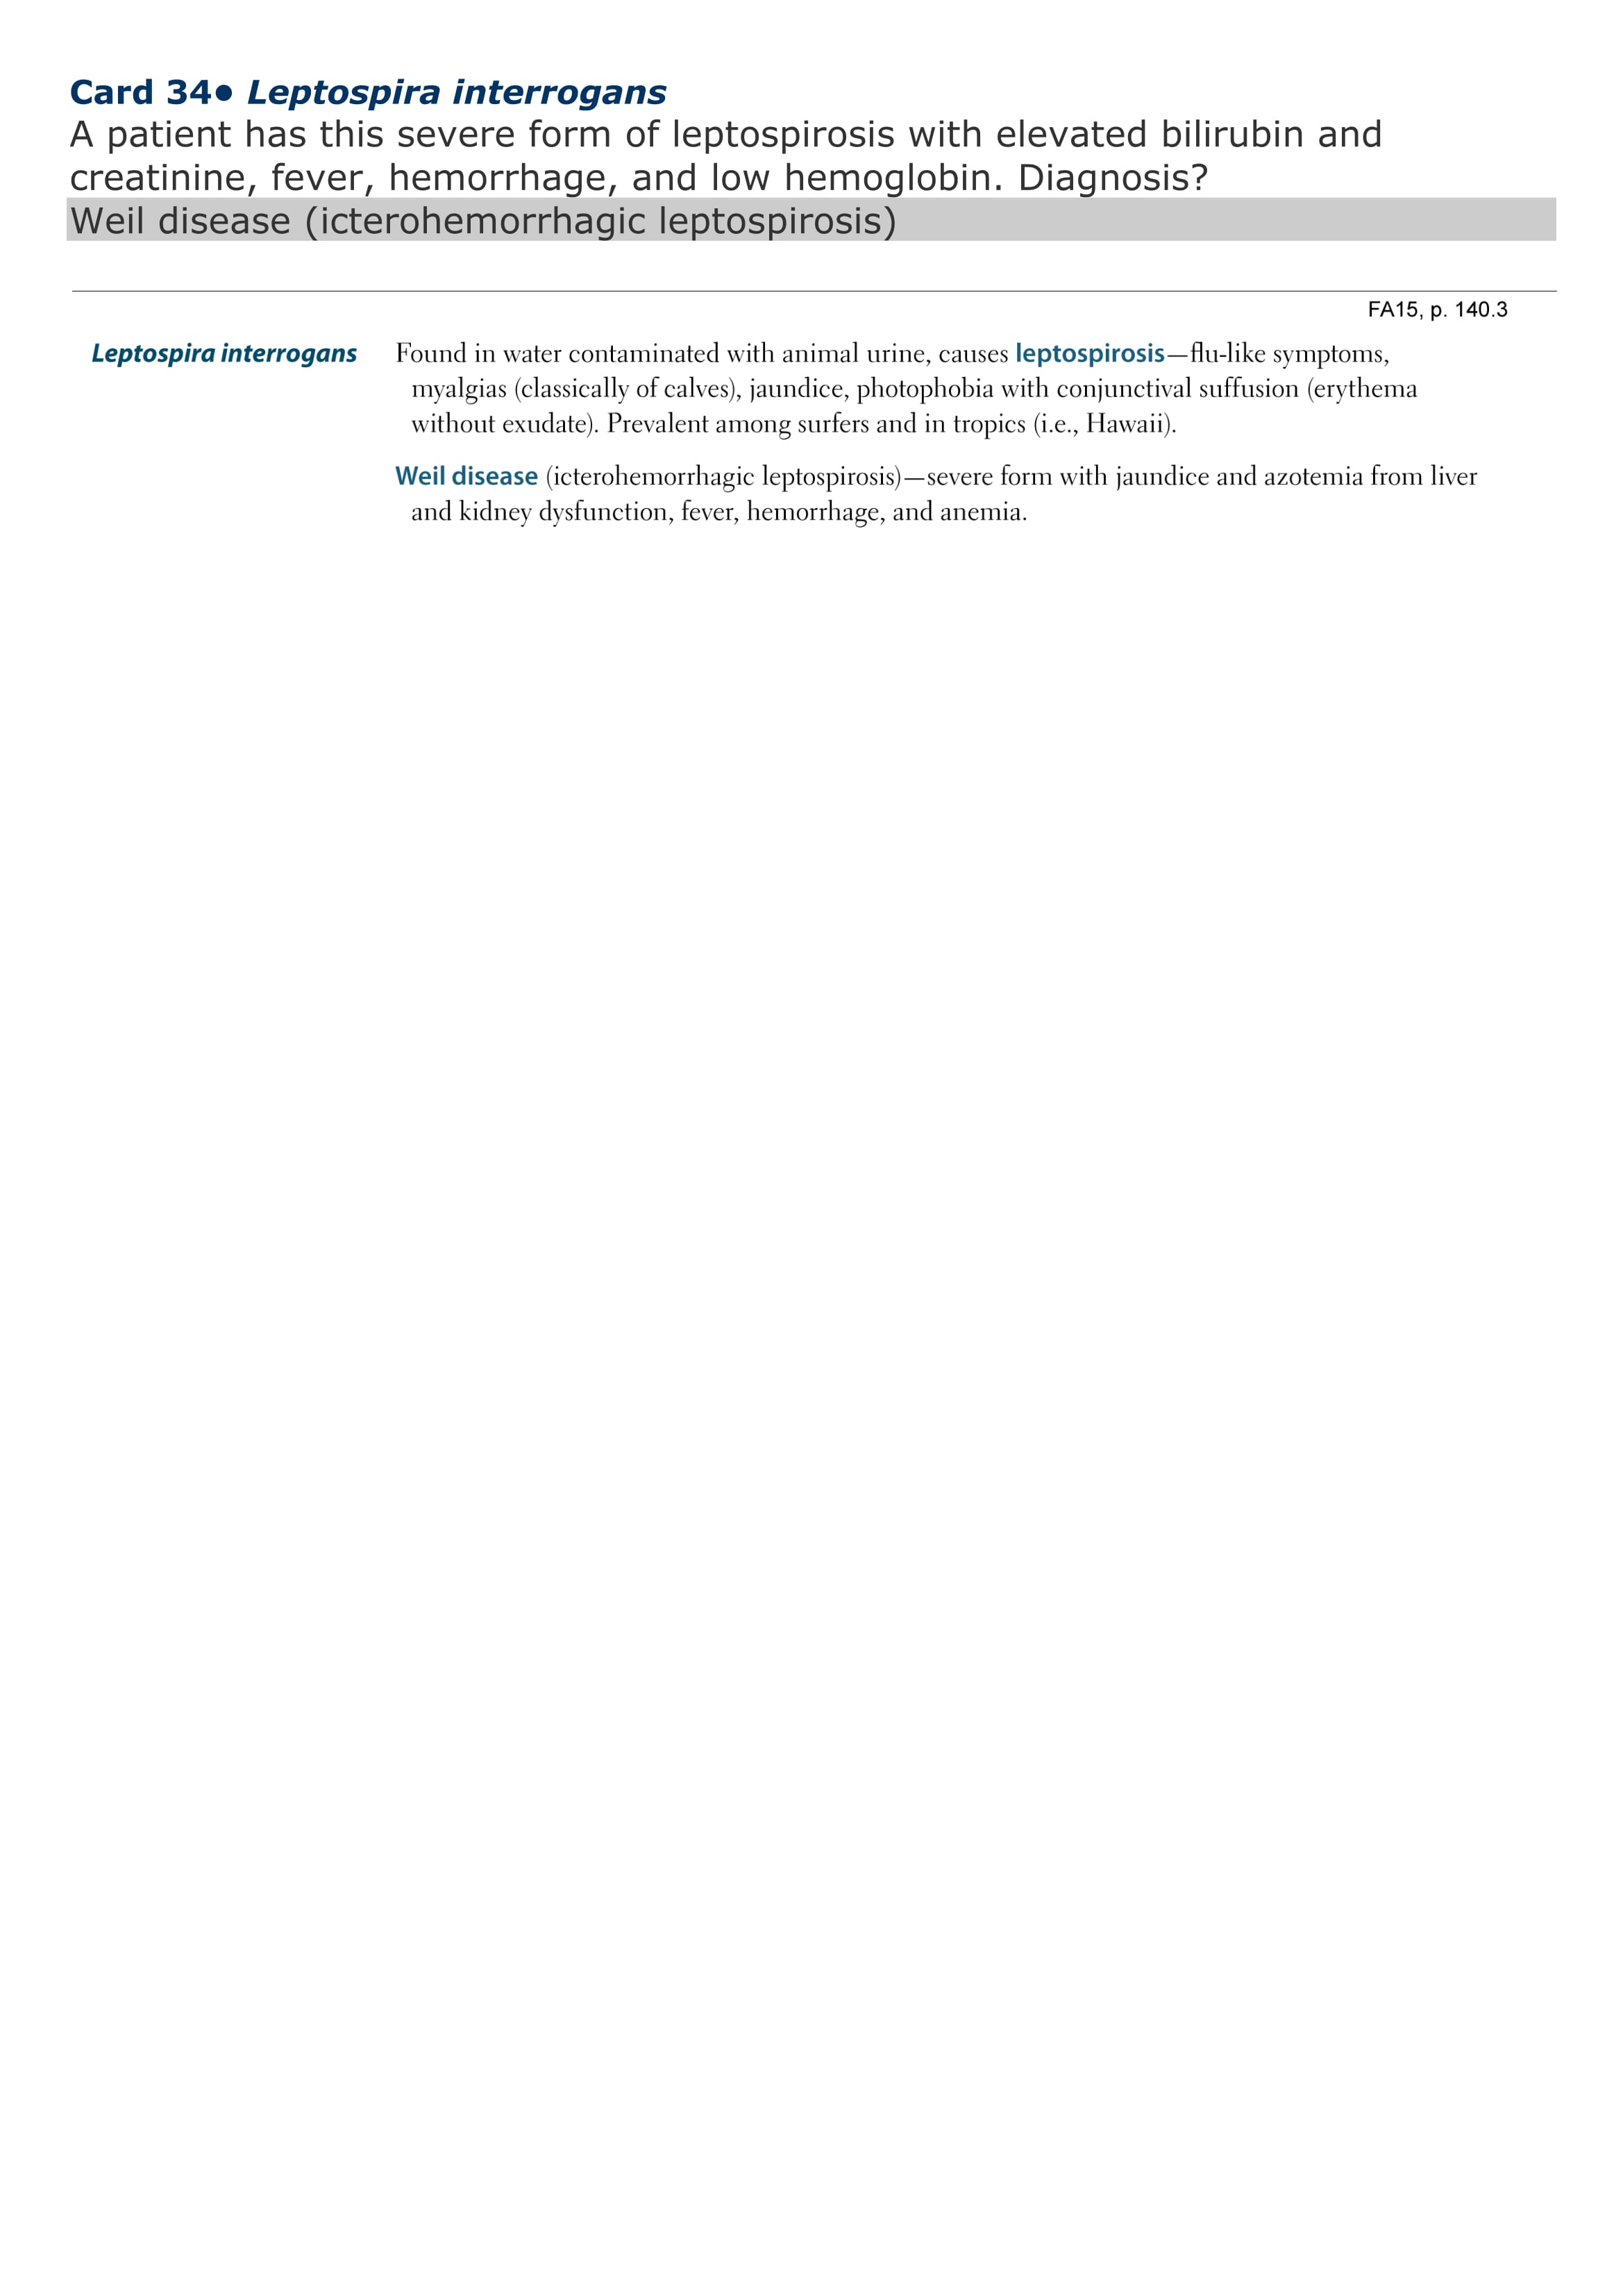 Card 34• Leptospira interrogans
A patient has this severe form of leptospirosis with elevated bilirubin and
creatinine, fever, hemorrhage, and low hemoglobin. Diagnosis?
Weil disease (icterohemorrhagic leptospirosis)
FA15, p. 140.3
Leptospira interrogans Found in water contaminated with animal urine, causes leptospirosis—flu-like symptoms,
myalgias (classically of calves), jaundice, photophobia with conjunctival suffusion (erythema
without exudate). Prevalent among surfers and in tropics (i.e., Hawaii).
Weil disease (icterohemorrhagic leptospirosis)—severe form with jaundice and azotemia from liver
and kidney dysfunction, fever, hemorrhage, and anemia.